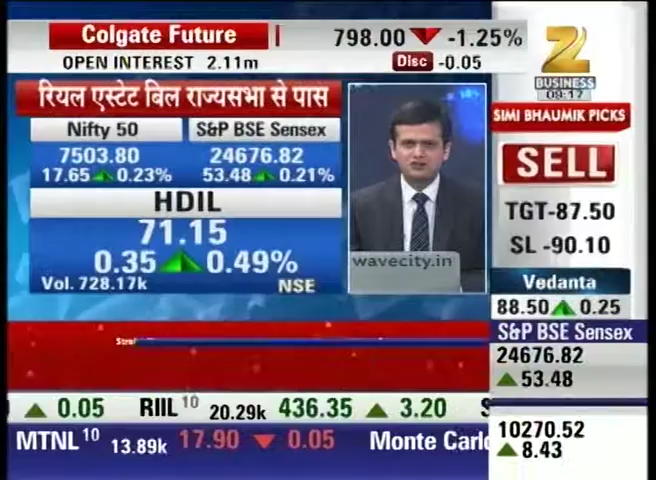 Colgate Future
798.00 -1.25%
OPEN INTEREST 2.11m
Disc -0.05
Z
BUSINESS
09:17
रियल एस्टेट बिल राज्यसभा से पास
Nifty 50
7503.80
17.65 0.23%
S&P BSE Sensex
24676.82
53.48 0.21%
HDIL
71.15
0.35 0.49%
Vol. 728.17k NSE
wavecity.in
SIMI BHAUMIK PICKS
SELL
TGT-87.50
SL -90.10
Vedanta
88.50 0.25
S&P BSE Sensex
24676.82
53.48
0.05 RIIL 10 20.29k 436.35 3.20 S
MTNL 10 13.89k 17.90 0.05 Monte Carlo
10270.52
8.43